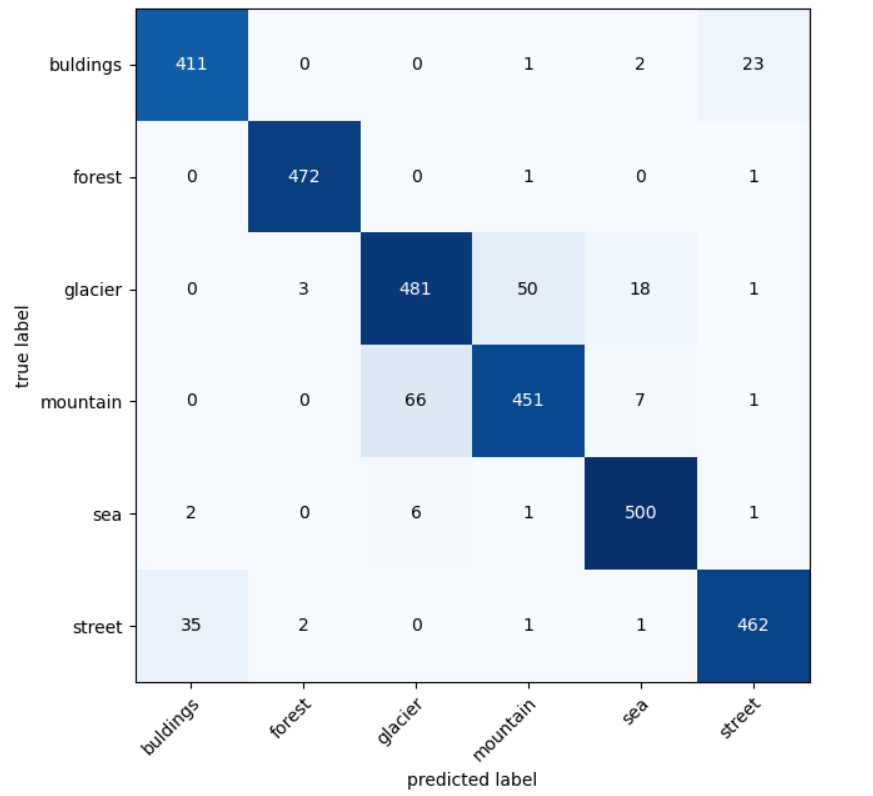 buldings 411 0 0 1 2 23
forest 0 472 0 1 0 1
glacier 0 3 481 50 18 1
mountain 0 0 66 451 7 1
sea 2 0 6 1 500 1
street 35 2 0 1 1 462
true label
buldings forest glacier mountain sea street
predicted label